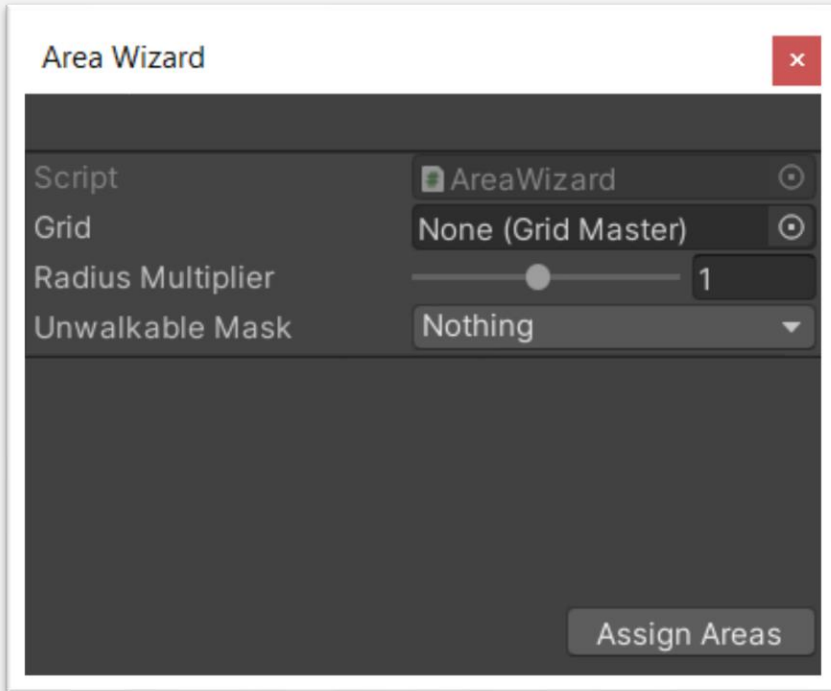 Area Wizard
Script AreaWizard
Grid None (Grid Master)
Radius Multiplier 1
Unwalkable Mask Nothing
Assign Areas